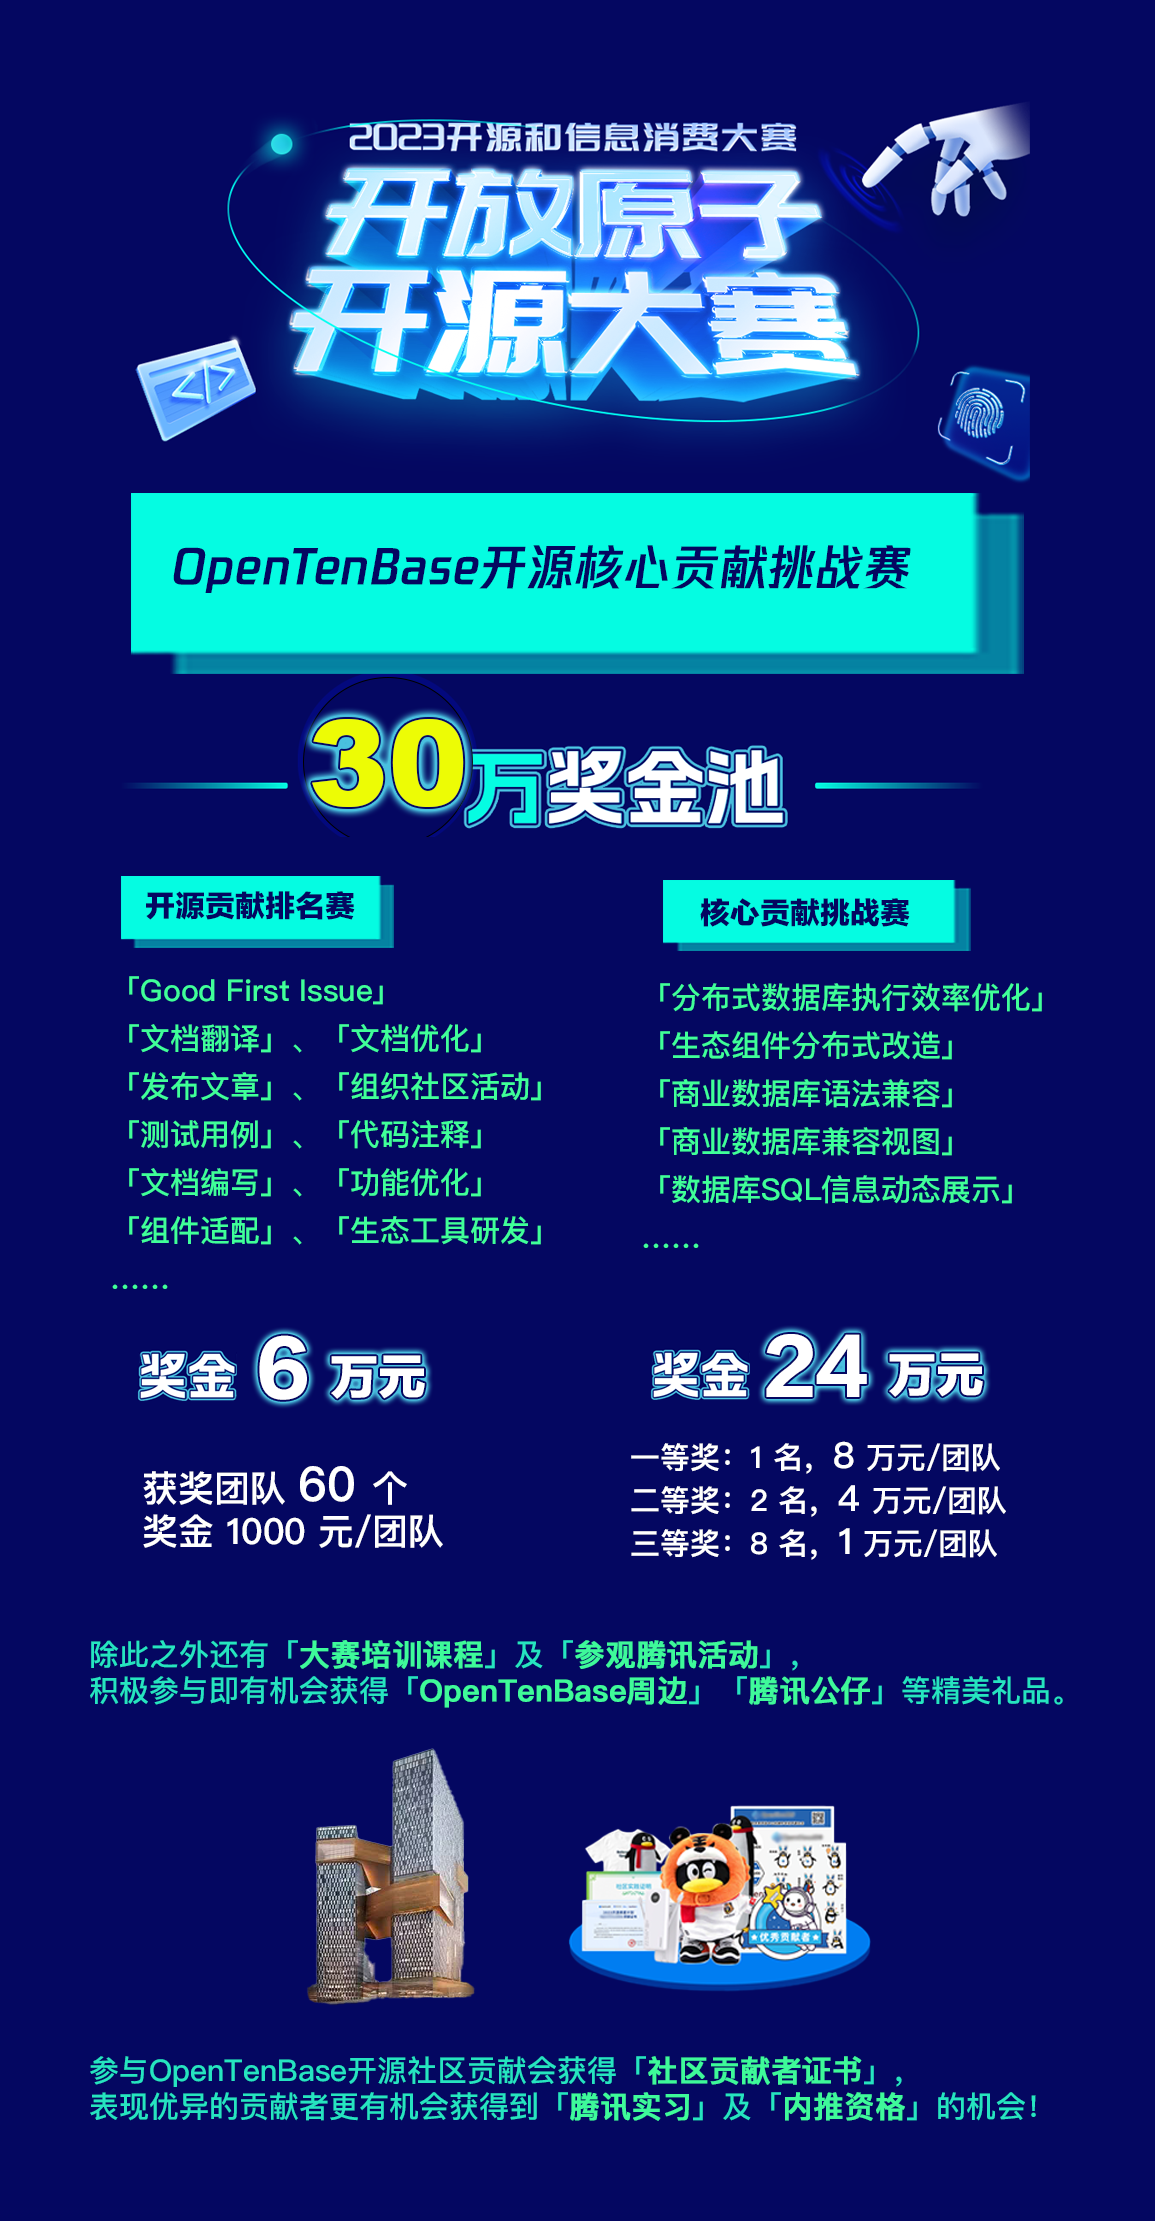 2023开源和信息消费大赛
开放原子
开源大赛
</>
OpenTenBase开源核心贡献挑战赛
30万奖金池
开源贡献排名赛
「Good First Issue」
「文档翻译」、「文档优化」
「发布文章」、「组织社区活动」
「测试用例」、「代码注释」
「文档编写」、「功能优化」
「组件适配」、「生态工具研发」
……
奖金 6 万元
获奖团队 60 个
奖金 1000 元/团队
核心贡献挑战赛
「分布式数据库执行效率优化」
「生态组件分布式改造」
「商业数据库语法兼容」
「商业数据库兼容视图」
「数据库SQL信息动态展示」
……
奖金 24 万元
一等奖：1 名，8 万元/团队
二等奖：2 名，4 万元/团队
三等奖：8 名，1 万元/团队
除此之外还有「大赛培训课程」及「参观腾讯活动」，
积极参与即有机会获得「OpenTenBase周边」「腾讯公仔」等精美礼品。
社区实践证明
优秀贡献者
参与OpenTenBase开源社区贡献会获得「社区贡献者证书」，
表现优异的贡献者更有机会获得到「腾讯实习」及「内推资格」的机会！